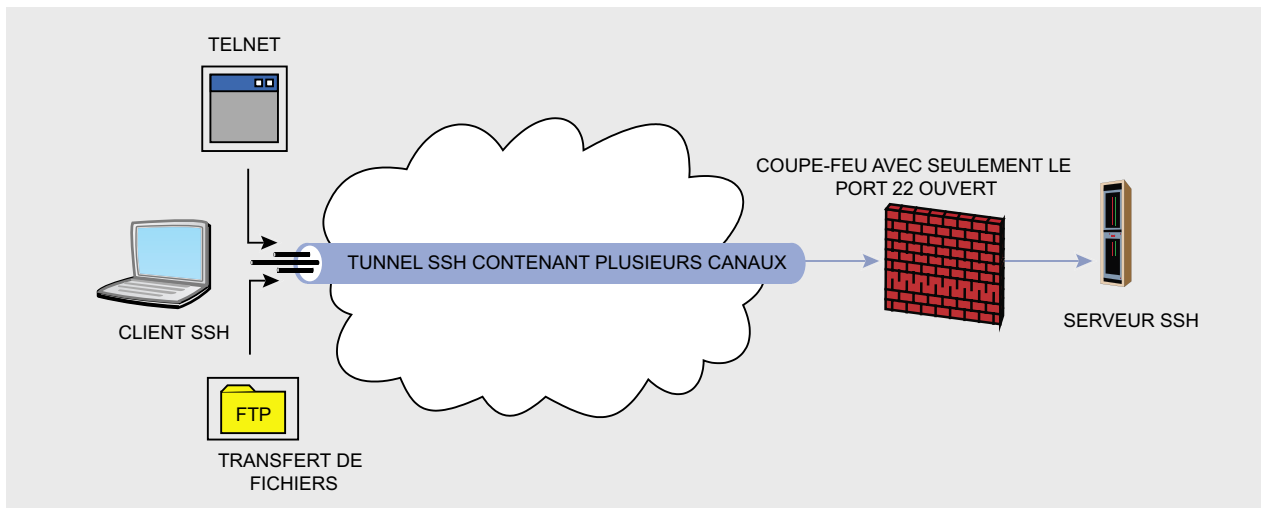 TELNET
COUPE-FEU AVEC SEULEMENT LE
PORT 22 OUVERT
TUNNEL SSH CONTENANT PLUSIEURS CANAUX
CLIENT SSH
SERVEUR SSH
FTP
TRANSFERT DE
FICHIERS